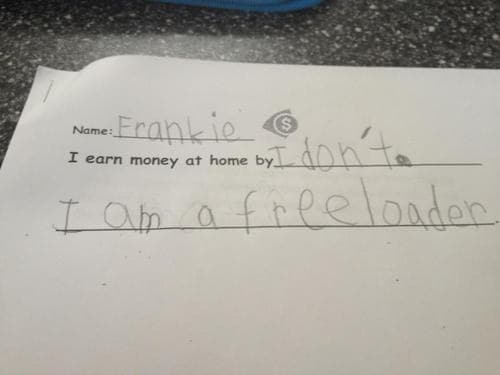 Name: Frankie $
I earn money at home by I don't.
I am a freeloader.